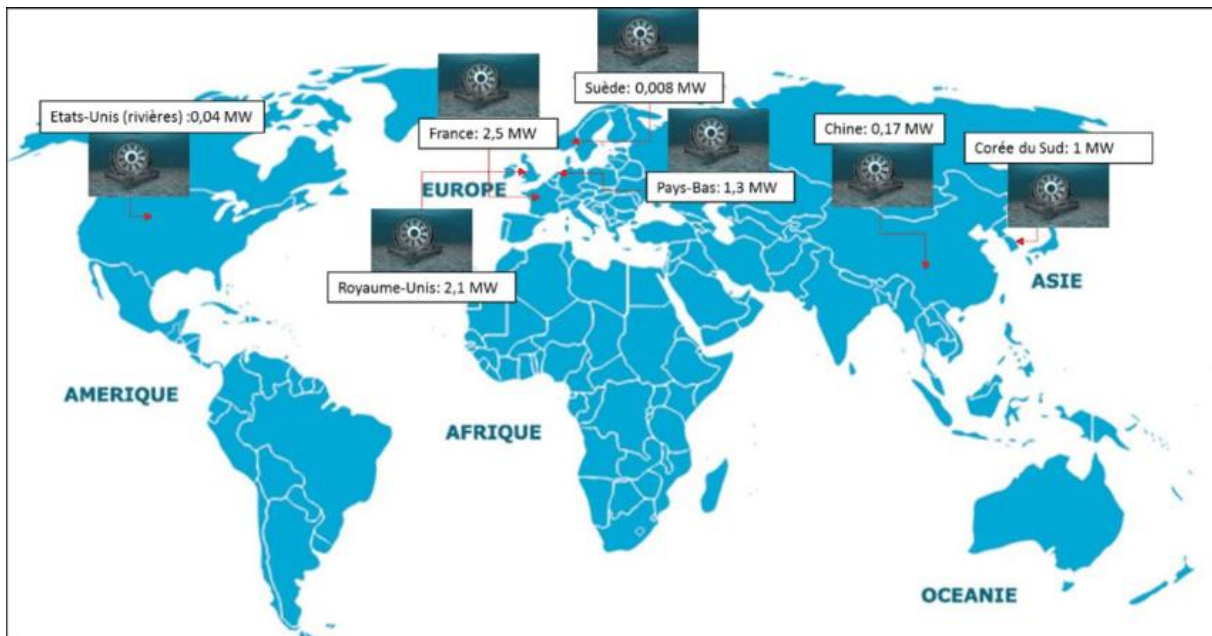 Suède: 0,008 MW
Etats-Unis (rivières) :0,04 MW
France: 2,5 MW
Chine: 0,17 MW
Corée du Sud: 1 MW
EUROPE
Pays-Bas: 1,3 MW
Royaume-Unis: 2,1 MW
ASIE
AMERIQUE
AFRIQUE
OCEANIE